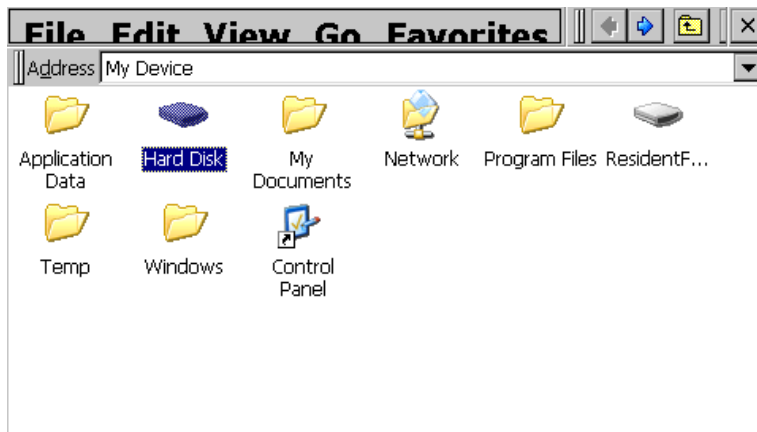 File Edit View Go Favorites
Address My Device
Application Data
Hard Disk
My Documents
Network
Program Files
ResidentF...
Temp
Windows
Control Panel